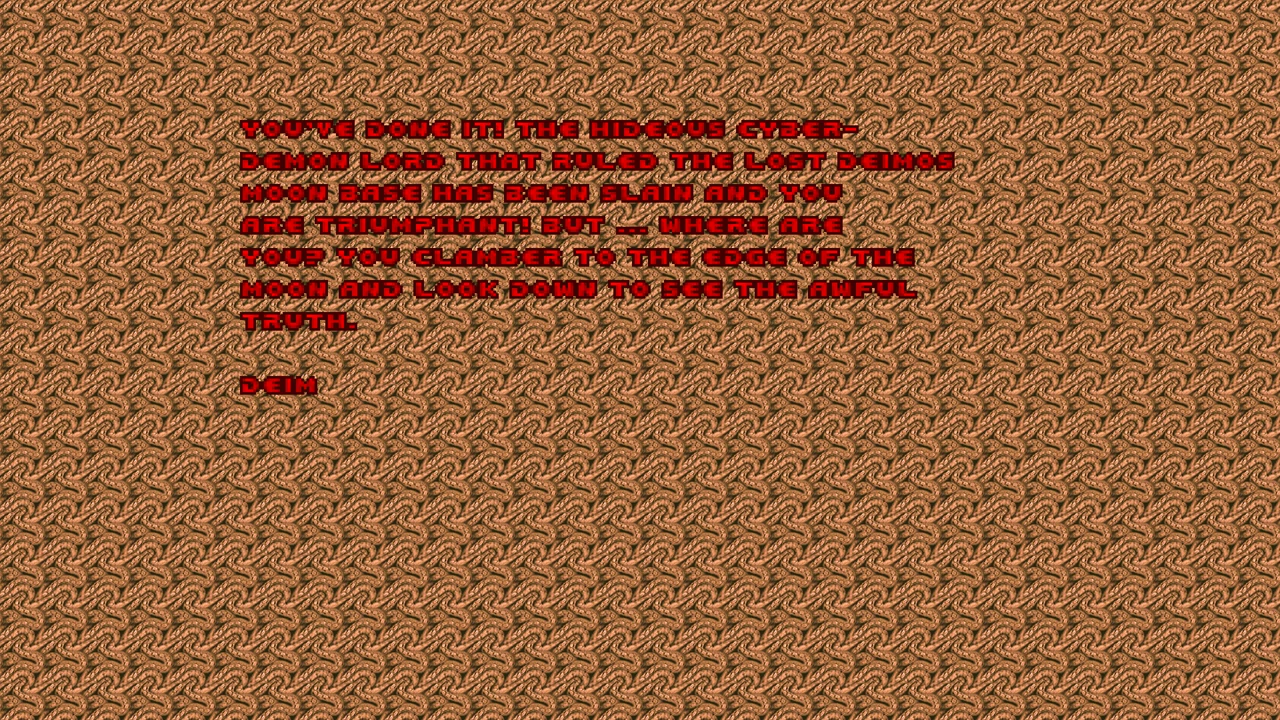 YOU'VE DONE IT! THE HIDEOUS CYBER-
DEMON LORD THAT RULED THE LOST DEIMOS
MOON BASE HAS BEEN SLAIN AND YOU
ARE TRIUMPHANT! BUT ... WHERE ARE
YOU? YOU CLAMBER TO THE EDGE OF THE
MOON AND LOOK DOWN TO SEE THE AWFUL
TRUTH.
DEIM